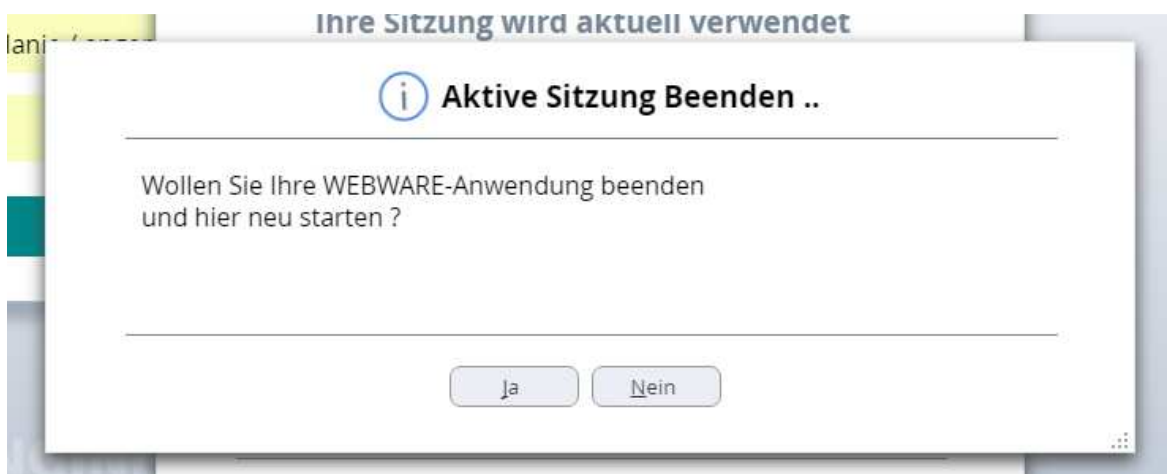 Ihre Sitzung wird aktuell verwendet
Aktive Sitzung Beenden ..
Wollen Sie Ihre WEBWARE-Anwendung beenden
und hier neu starten ?
Ja
Nein